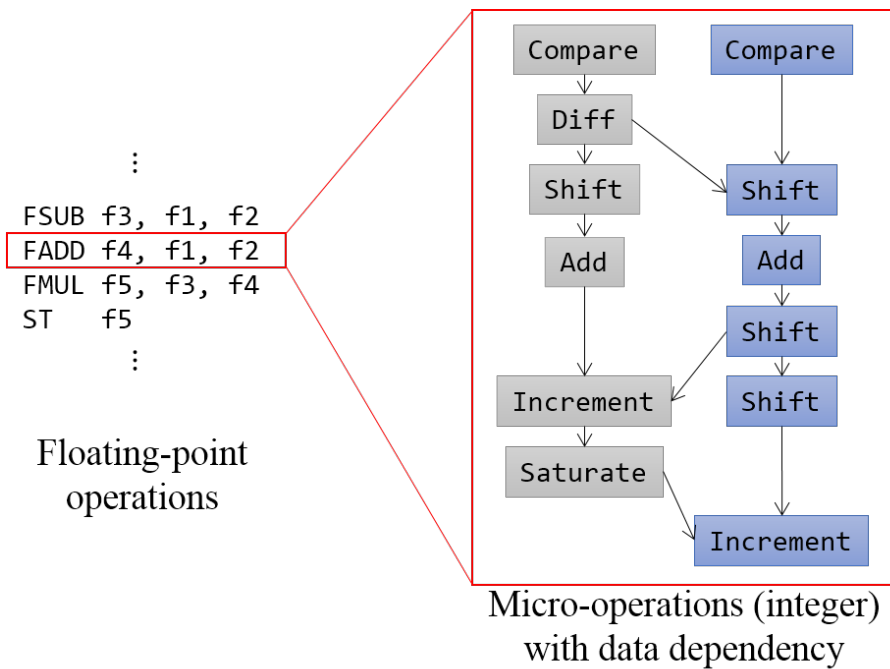 ⋮
FSUB f3, f1, f2
FADD f4, f1, f2
FMUL f5, f3, f4
ST f5
⋮
Floating-point
operations
Compare
Diff
Shift
Add
Increment
Saturate
Compare
Shift
Add
Shift
Shift
Increment
Micro-operations (integer)
with data dependency